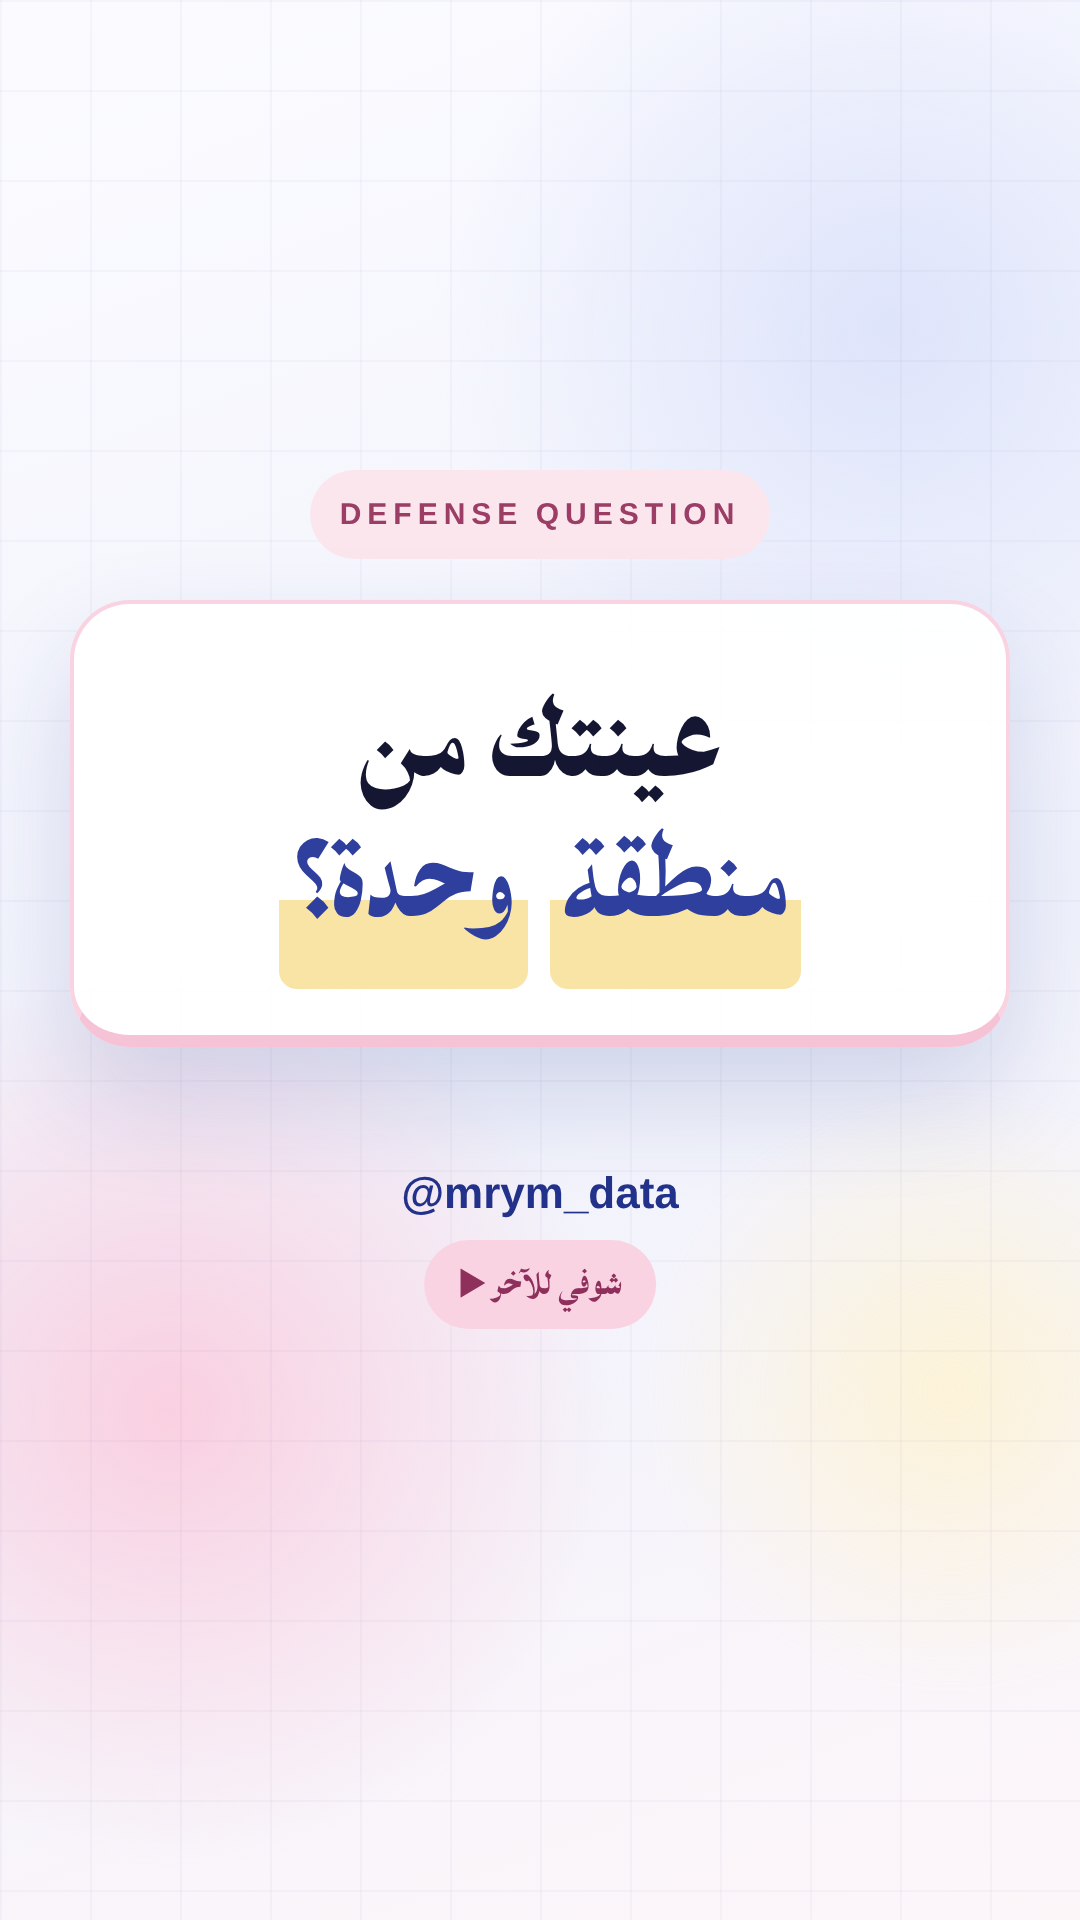 DEFENSE QUESTION
عينتك من
منطقة وحدة؟
@mrym_data
شوفي للآخر ▶